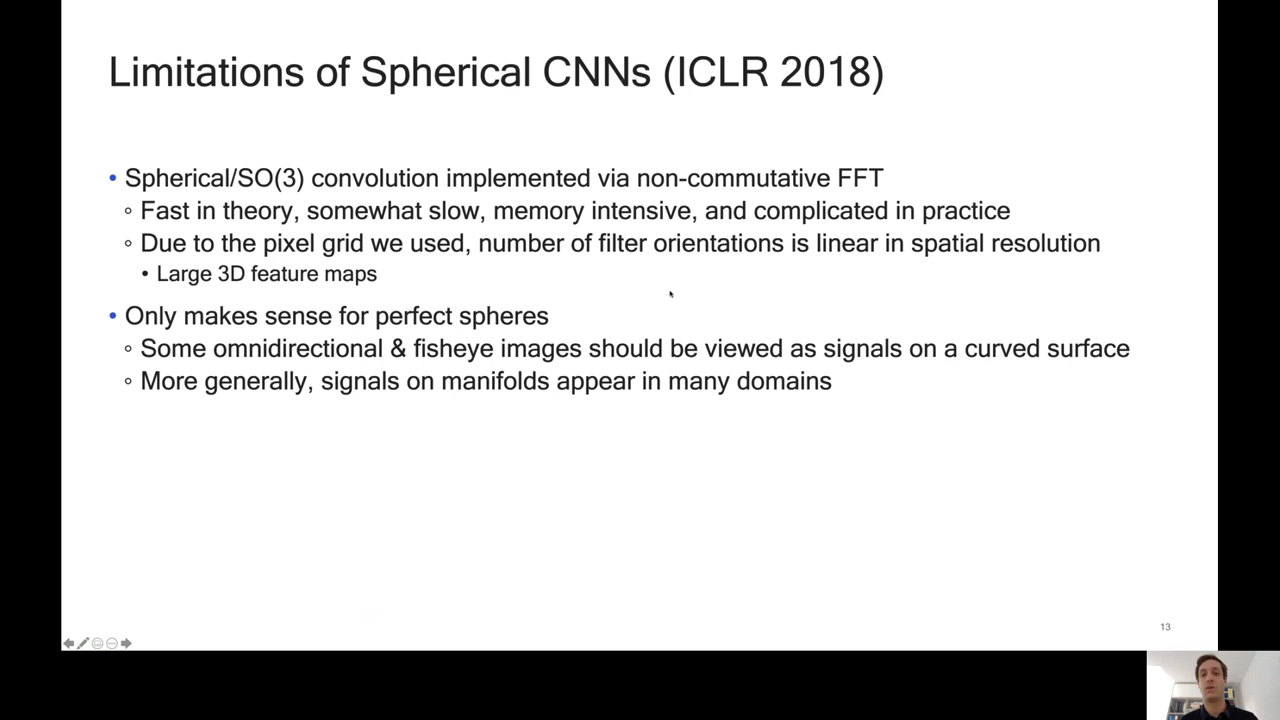 Limitations of Spherical CNNs (ICLR 2018)
• Spherical/SO(3) convolution implemented via non-commutative FFT
◦ Fast in theory, somewhat slow, memory intensive, and complicated in practice
◦ Due to the pixel grid we used, number of filter orientations is linear in spatial resolution
• Large 3D feature maps
• Only makes sense for perfect spheres
◦ Some omnidirectional & fisheye images should be viewed as signals on a curved surface
◦ More generally, signals on manifolds appear in many domains
13